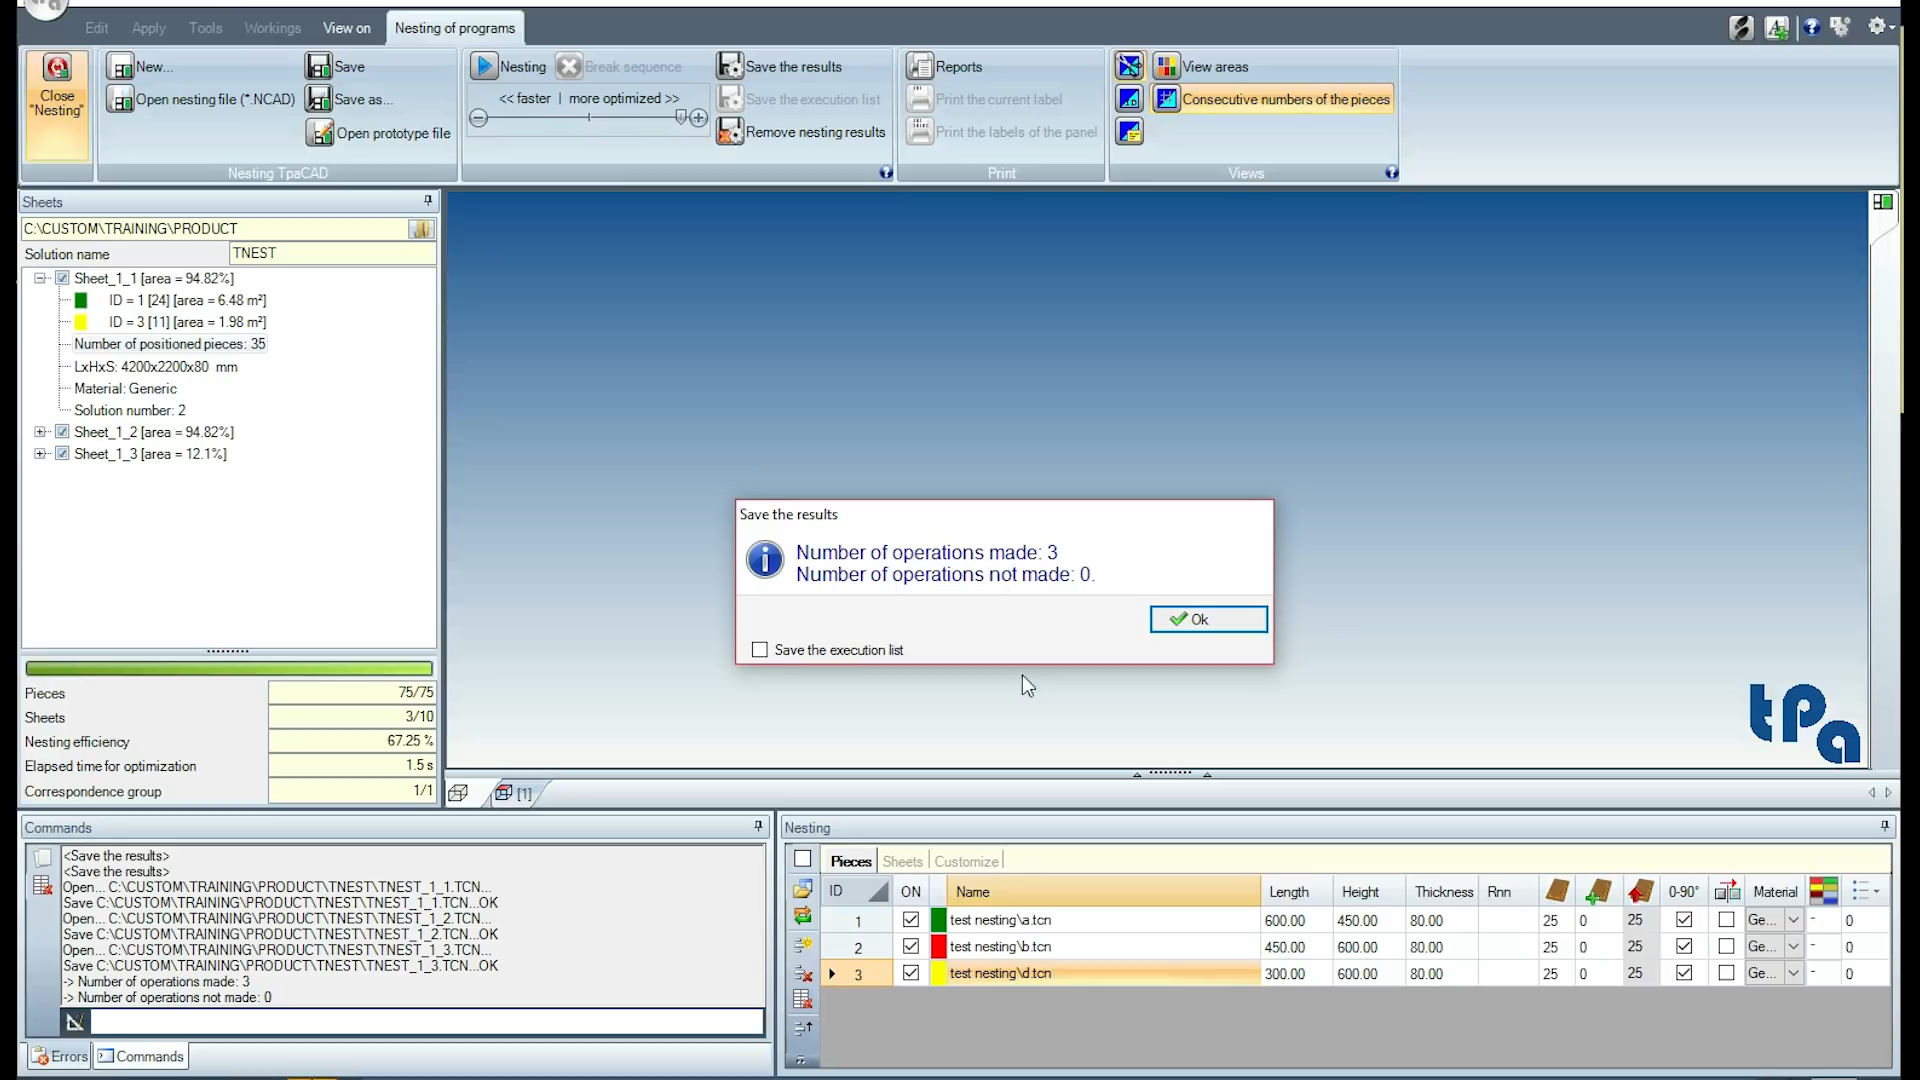 Edit Apply Tools Workings View on Nesting of programs
Close "Nesting"
New...
Open nesting file (*.NCAD)
Save
Save as...
Open prototype file
Nesting TpaCAD
Nesting Break sequence
<< faster | more optimized >>
Save the results
Save the execution list
Remove nesting results
Reports
Print the current label
Print the labels of the panel
Print
View areas
Consecutive numbers of the pieces
Views
Sheets
C:\CUSTOM\TRAINING\PRODUCT
Solution name TNEST
Sheet_1_1 [area = 94.82%]
ID = 1 [24] [area = 6.48 m²]
ID = 3 [11] [area = 1.98 m²]
Number of positioned pieces: 35
LxHxS: 4200x2200x80 mm
Material: Generic
Solution number: 2
Sheet_1_2 [area = 94.82%]
Sheet_1_3 [area = 12.1%]
Save the results
Number of operations made: 3
Number of operations not made: 0.
Ok
Save the execution list
tpa
Pieces 75/75
Sheets 3/10
Nesting efficiency 67.25 %
Elapsed time for optimization 1.5 s
Correspondence group 1/1
[1]
Commands
<Save the results>
<Save the results>
Open... C:\CUSTOM\TRAINING\PRODUCT\TNEST\TNEST_1_1.TCN...
Save C:\CUSTOM\TRAINING\PRODUCT\TNEST\TNEST_1_1.TCN...OK
Open... C:\CUSTOM\TRAINING\PRODUCT\TNEST\TNEST_1_2.TCN...
Save C:\CUSTOM\TRAINING\PRODUCT\TNEST\TNEST_1_2.TCN...OK
Open... C:\CUSTOM\TRAINING\PRODUCT\TNEST\TNEST_1_3.TCN...
Save C:\CUSTOM\TRAINING\PRODUCT\TNEST\TNEST_1_3.TCN...OK
-> Number of operations made: 3
-> Number of operations not made: 0
Errors Commands
Nesting
Pieces Sheets Customize
ID ON Name Length Height Thickness Rnn 0-90° Material
1 test nesting\a.tcn 600.00 450.00 80.00 25 0 25 Ge... - 0
2 test nesting\b.tcn 450.00 600.00 80.00 25 0 25 Ge... - 0
3 test nesting\d.tcn 300.00 600.00 80.00 25 0 25 Ge... - 0